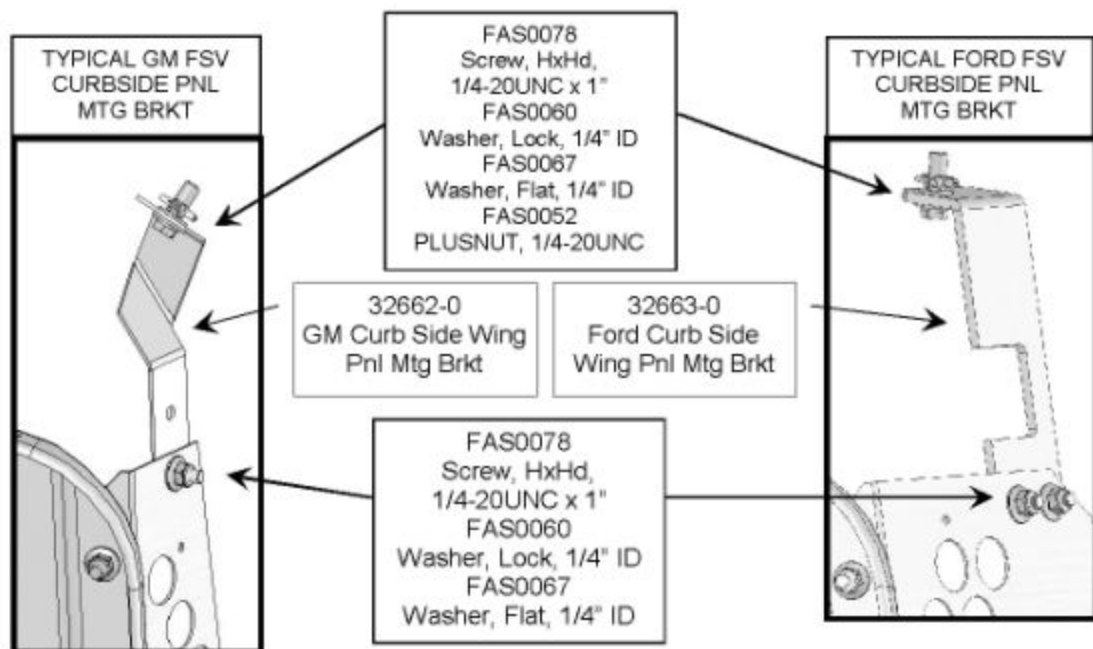 TYPICAL GM FSV
CURBSIDE PNL
MTG BRKT
FAS0078
Screw, HxHd,
1/4-20UNC x 1"
FAS0060
Washer, Lock, 1/4" ID
FAS0067
Washer, Flat, 1/4" ID
FAS0052
PLUSNUT, 1/4-20UNC
TYPICAL FORD FSV
CURBSIDE PNL
MTG BRKT
32662-0
GM Curb Side Wing
Pnl Mtg Brkt
32663-0
Ford Curb Side
Wing Pnl Mtg Brkt
FAS0078
Screw, HxHd,
1/4-20UNC x 1"
FAS0060
Washer, Lock, 1/4" ID
FAS0067
Washer, Flat, 1/4" ID